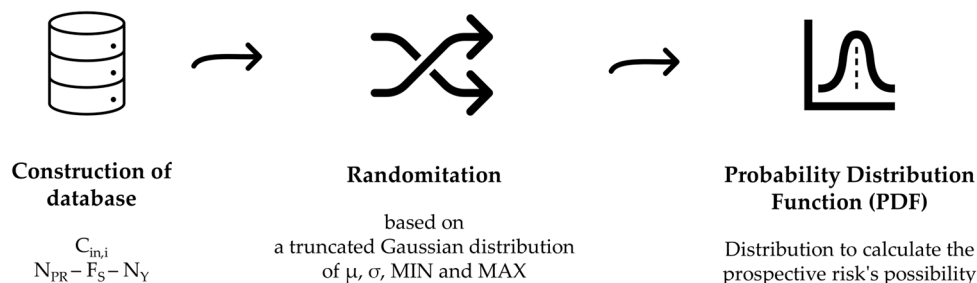 Construction of
database
C_in,i
N_PR – F_S – N_Y
Randomitation
based on
a truncated Gaussian distribution
of μ, σ, MIN and MAX
Probability Distribution
Function (PDF)
Distribution to calculate the
prospective risk's possibility